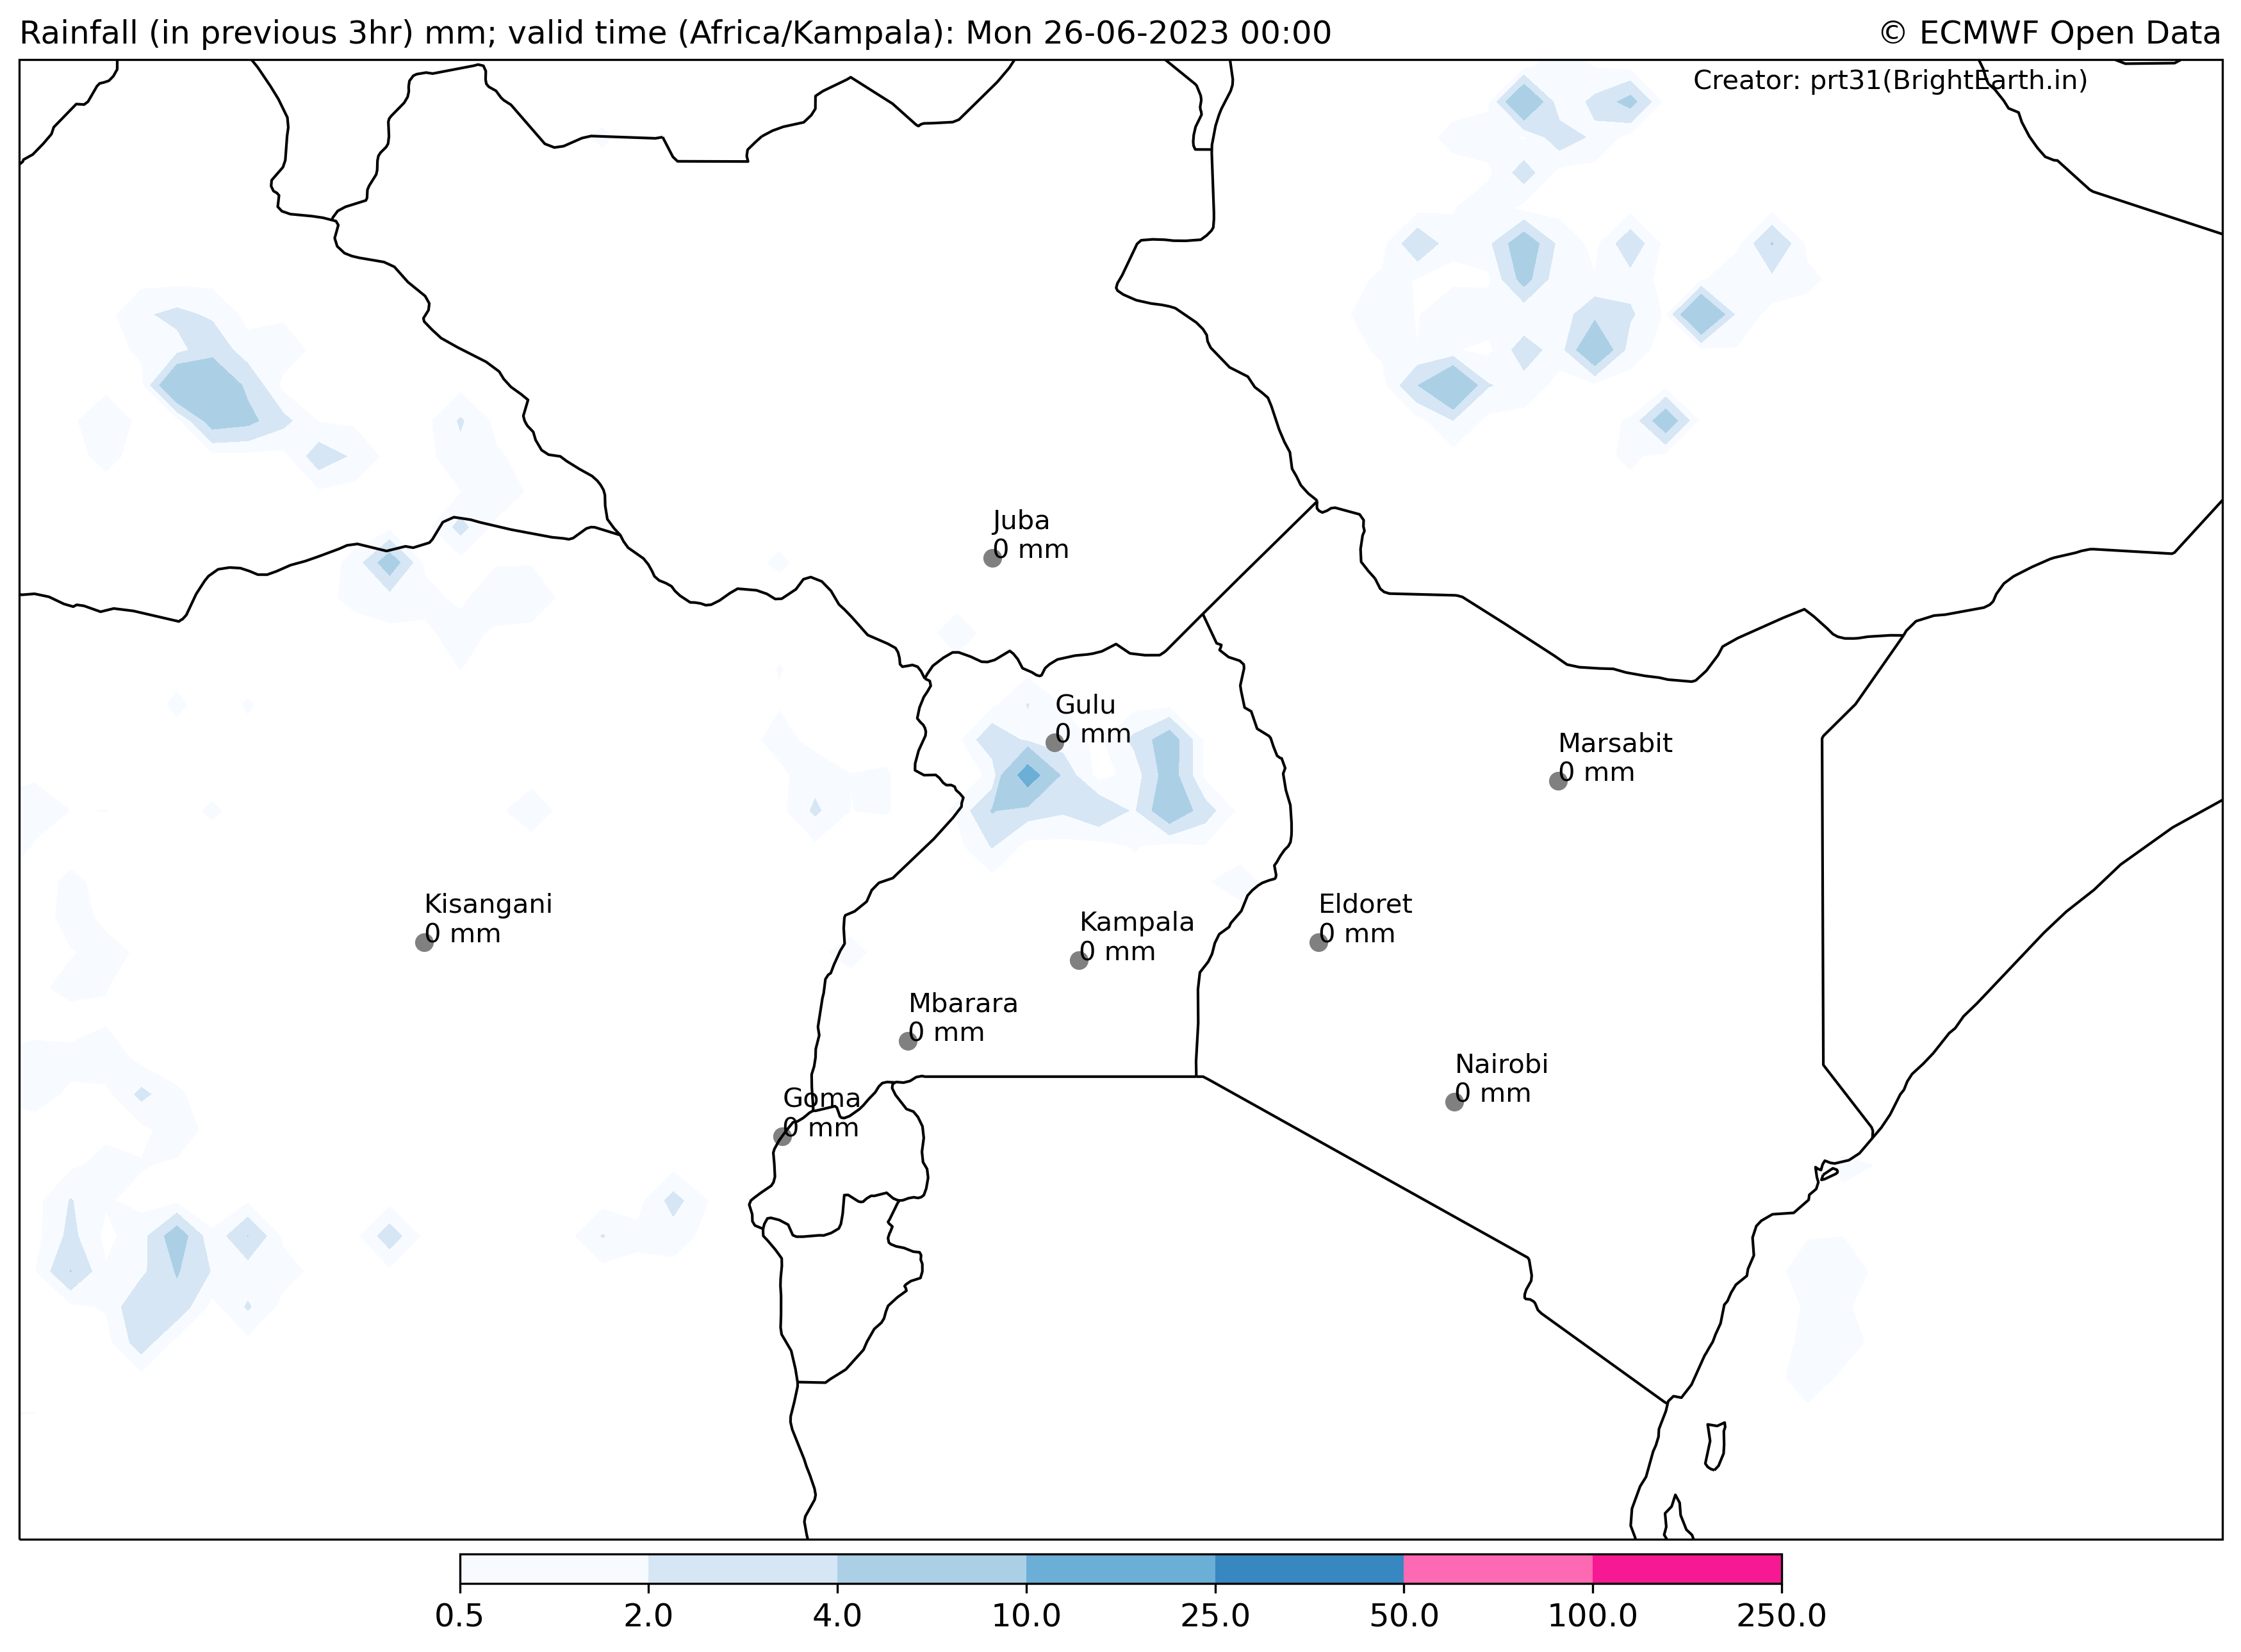 Rainfall (in previous 3hr) mm; valid time (Africa/Kampala): Mon 26-06-2023 00:00
© ECMWF Open Data
Creator: prt31(BrightEarth.in)
Juba
0 mm
Gulu
0 mm
Marsabit
0 mm
Kisangani
0 mm
Kampala
0 mm
Eldoret
0 mm
Mbarara
0 mm
Nairobi
0 mm
Goma
0 mm
0.5 2.0 4.0 10.0 25.0 50.0 100.0 250.0